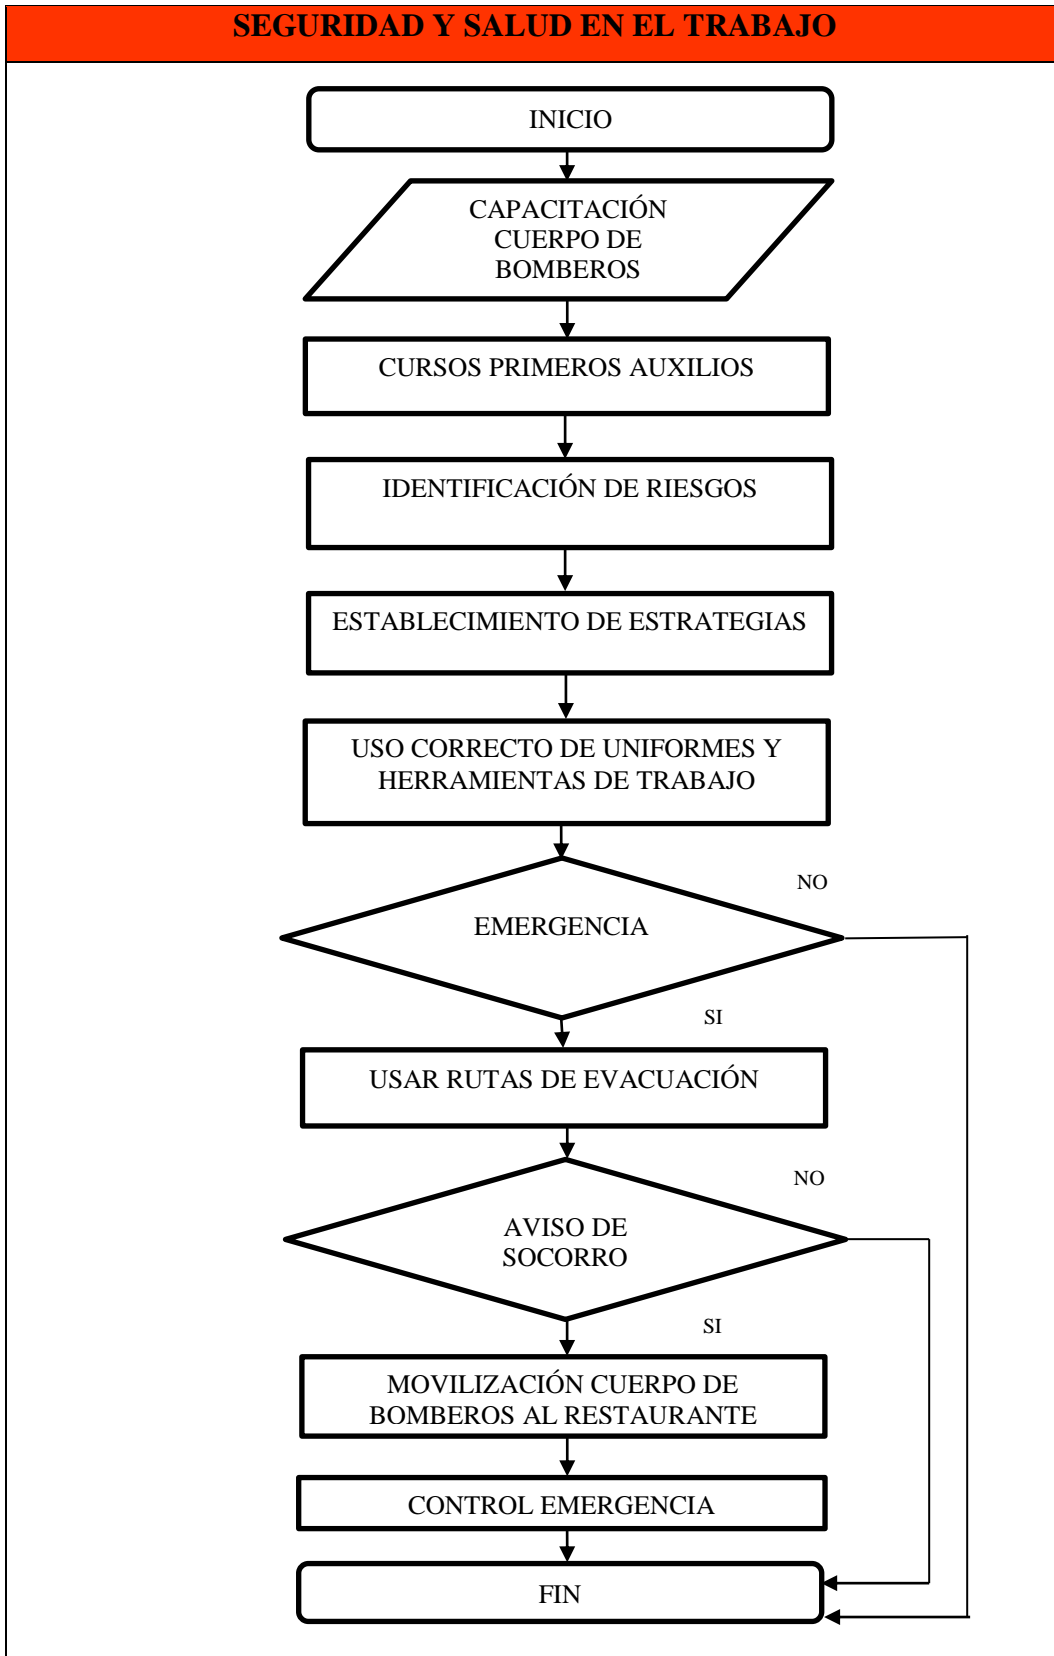 SEGURIDAD Y SALUD EN EL TRABAJO
INICIO
CAPACITACIÓN
CUERPO DE
BOMBEROS
CURSOS PRIMEROS AUXILIOS
IDENTIFICACIÓN DE RIESGOS
ESTABLECIMIENTO DE ESTRATEGIAS
USO CORRECTO DE UNIFORMES Y
HERRAMIENTAS DE TRABAJO
NO
EMERGENCIA
SI
USAR RUTAS DE EVACUACIÓN
NO
AVISO DE
SOCORRO
SI
MOVILIZACIÓN CUERPO DE
BOMBEROS AL RESTAURANTE
CONTROL EMERGENCIA
FIN